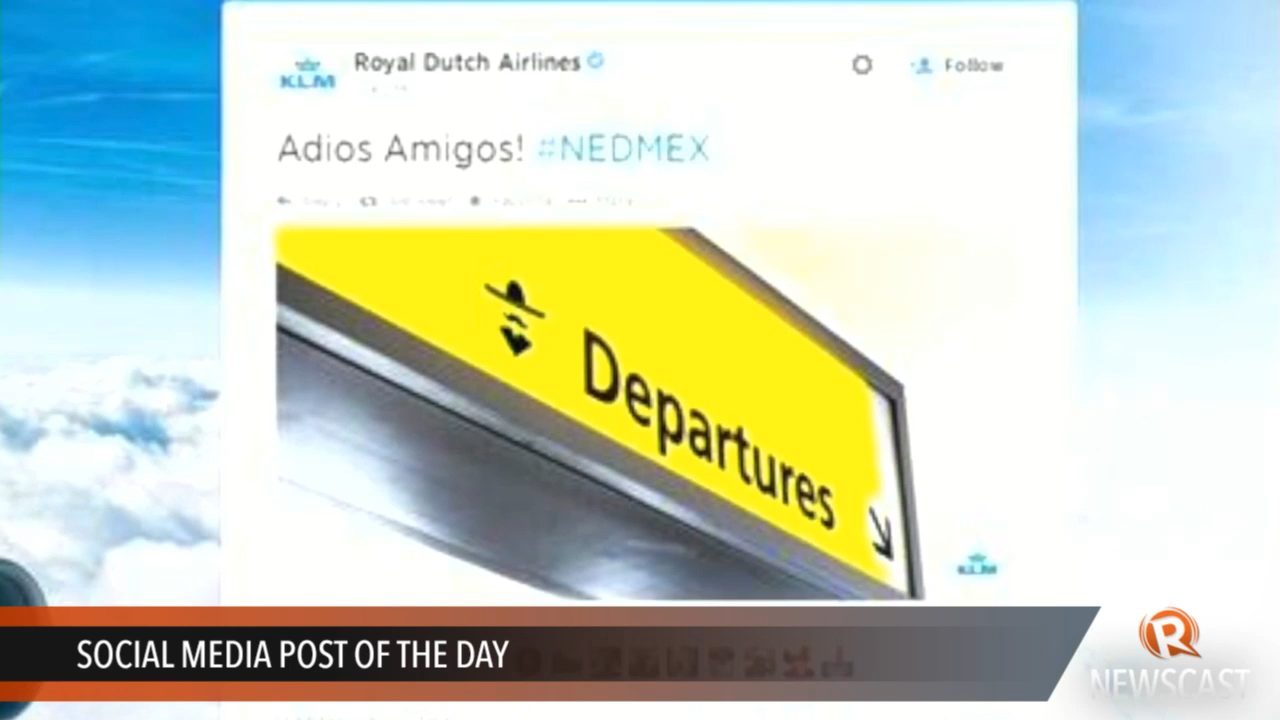 KLM
Royal Dutch Airlines
Follow
Adios Amigos! #NEDMEX
Departures
KLM
SOCIAL MEDIA POST OF THE DAY
R
NEWSCAST